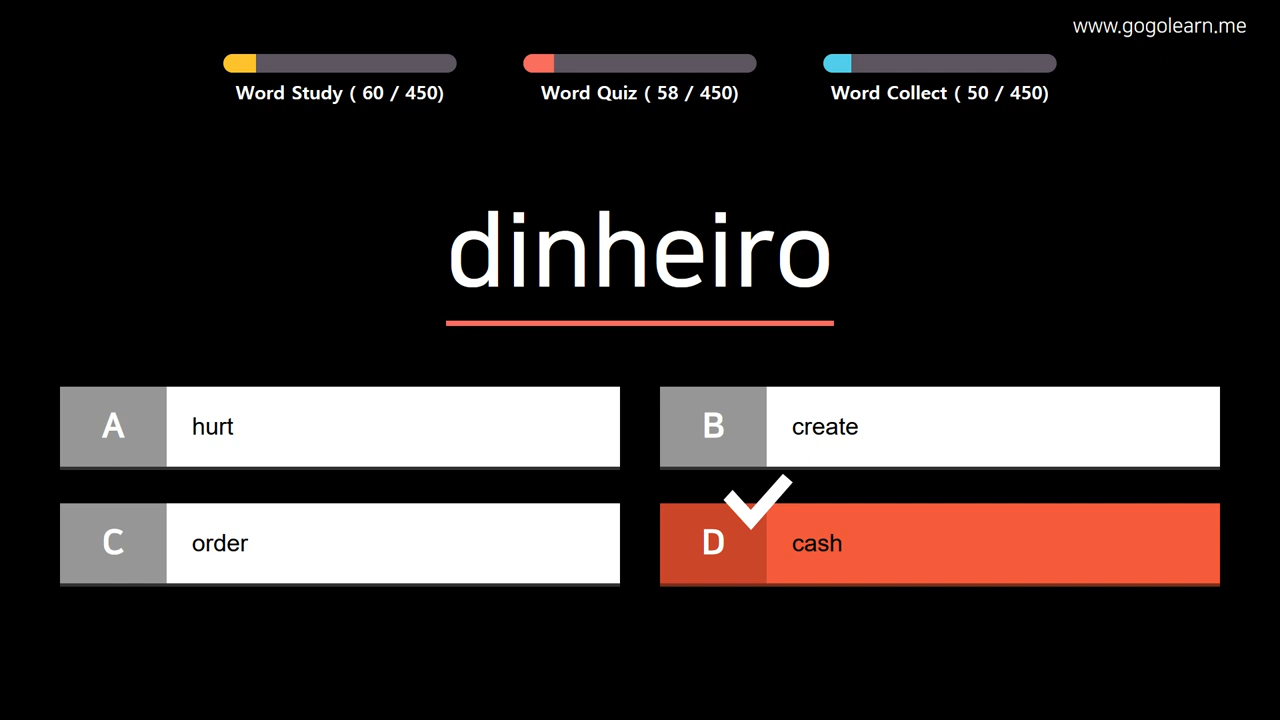 www.gogolearn.me
Word Study ( 60 / 450)
Word Quiz ( 58 / 450)
Word Collect ( 50 / 450)
dinheiro
A hurt
B create
C order
D cash